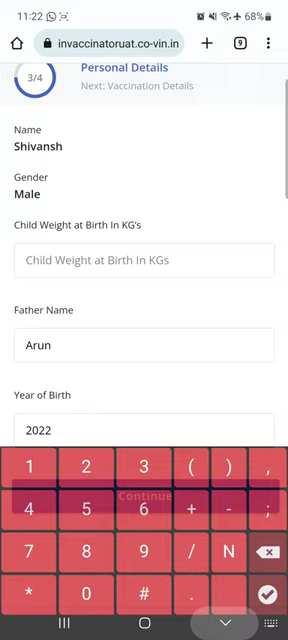 11:22 68%
invaccinatoruat.co-vin.in 9
3/4 Personal Details
Next: Vaccination Details
Name
Shivansh
Gender
Male
Child Weight at Birth In KG's
Child Weight at Birth In KGs
Father Name
Arun
Year of Birth
2022
1 2 3 ( ) ,
Continue
4 5 6 + - ;
7 8 9 / N
* 0 # .